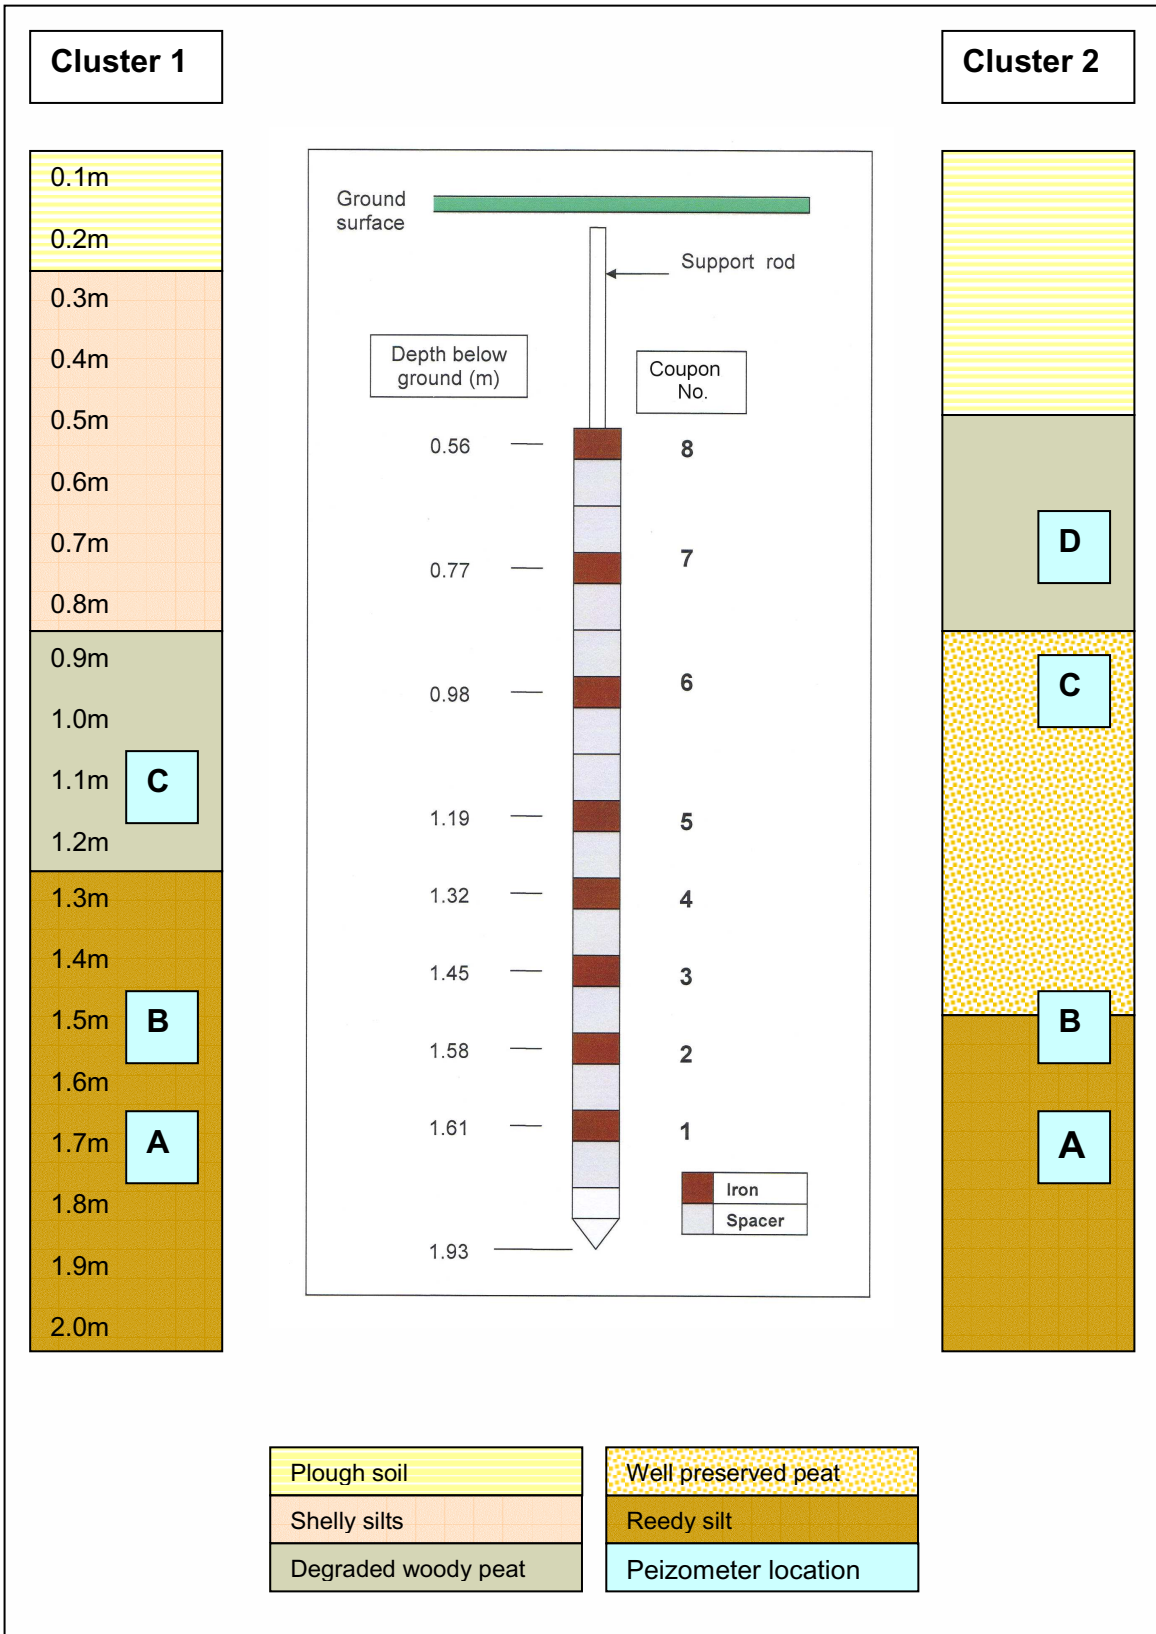 Cluster 1
Cluster 2
0.1m
0.2m
0.3m
0.4m
0.5m
0.6m
0.7m
0.8m
0.9m
1.0m
1.1m
C
1.2m
1.3m
1.4m
1.5m
B
1.6m
1.7m
A
1.8m
1.9m
2.0m
Ground
surface
Support rod
Depth below
ground (m)
Coupon
No.
0.56
8
0.77
7
0.98
6
1.19
5
1.32
4
1.45
3
1.58
2
1.61
1
1.93
Iron
Spacer
D
C
B
A
Plough soil
Shelly silts
Degraded woody peat
Well preserved peat
Reedy silt
Peizometer location